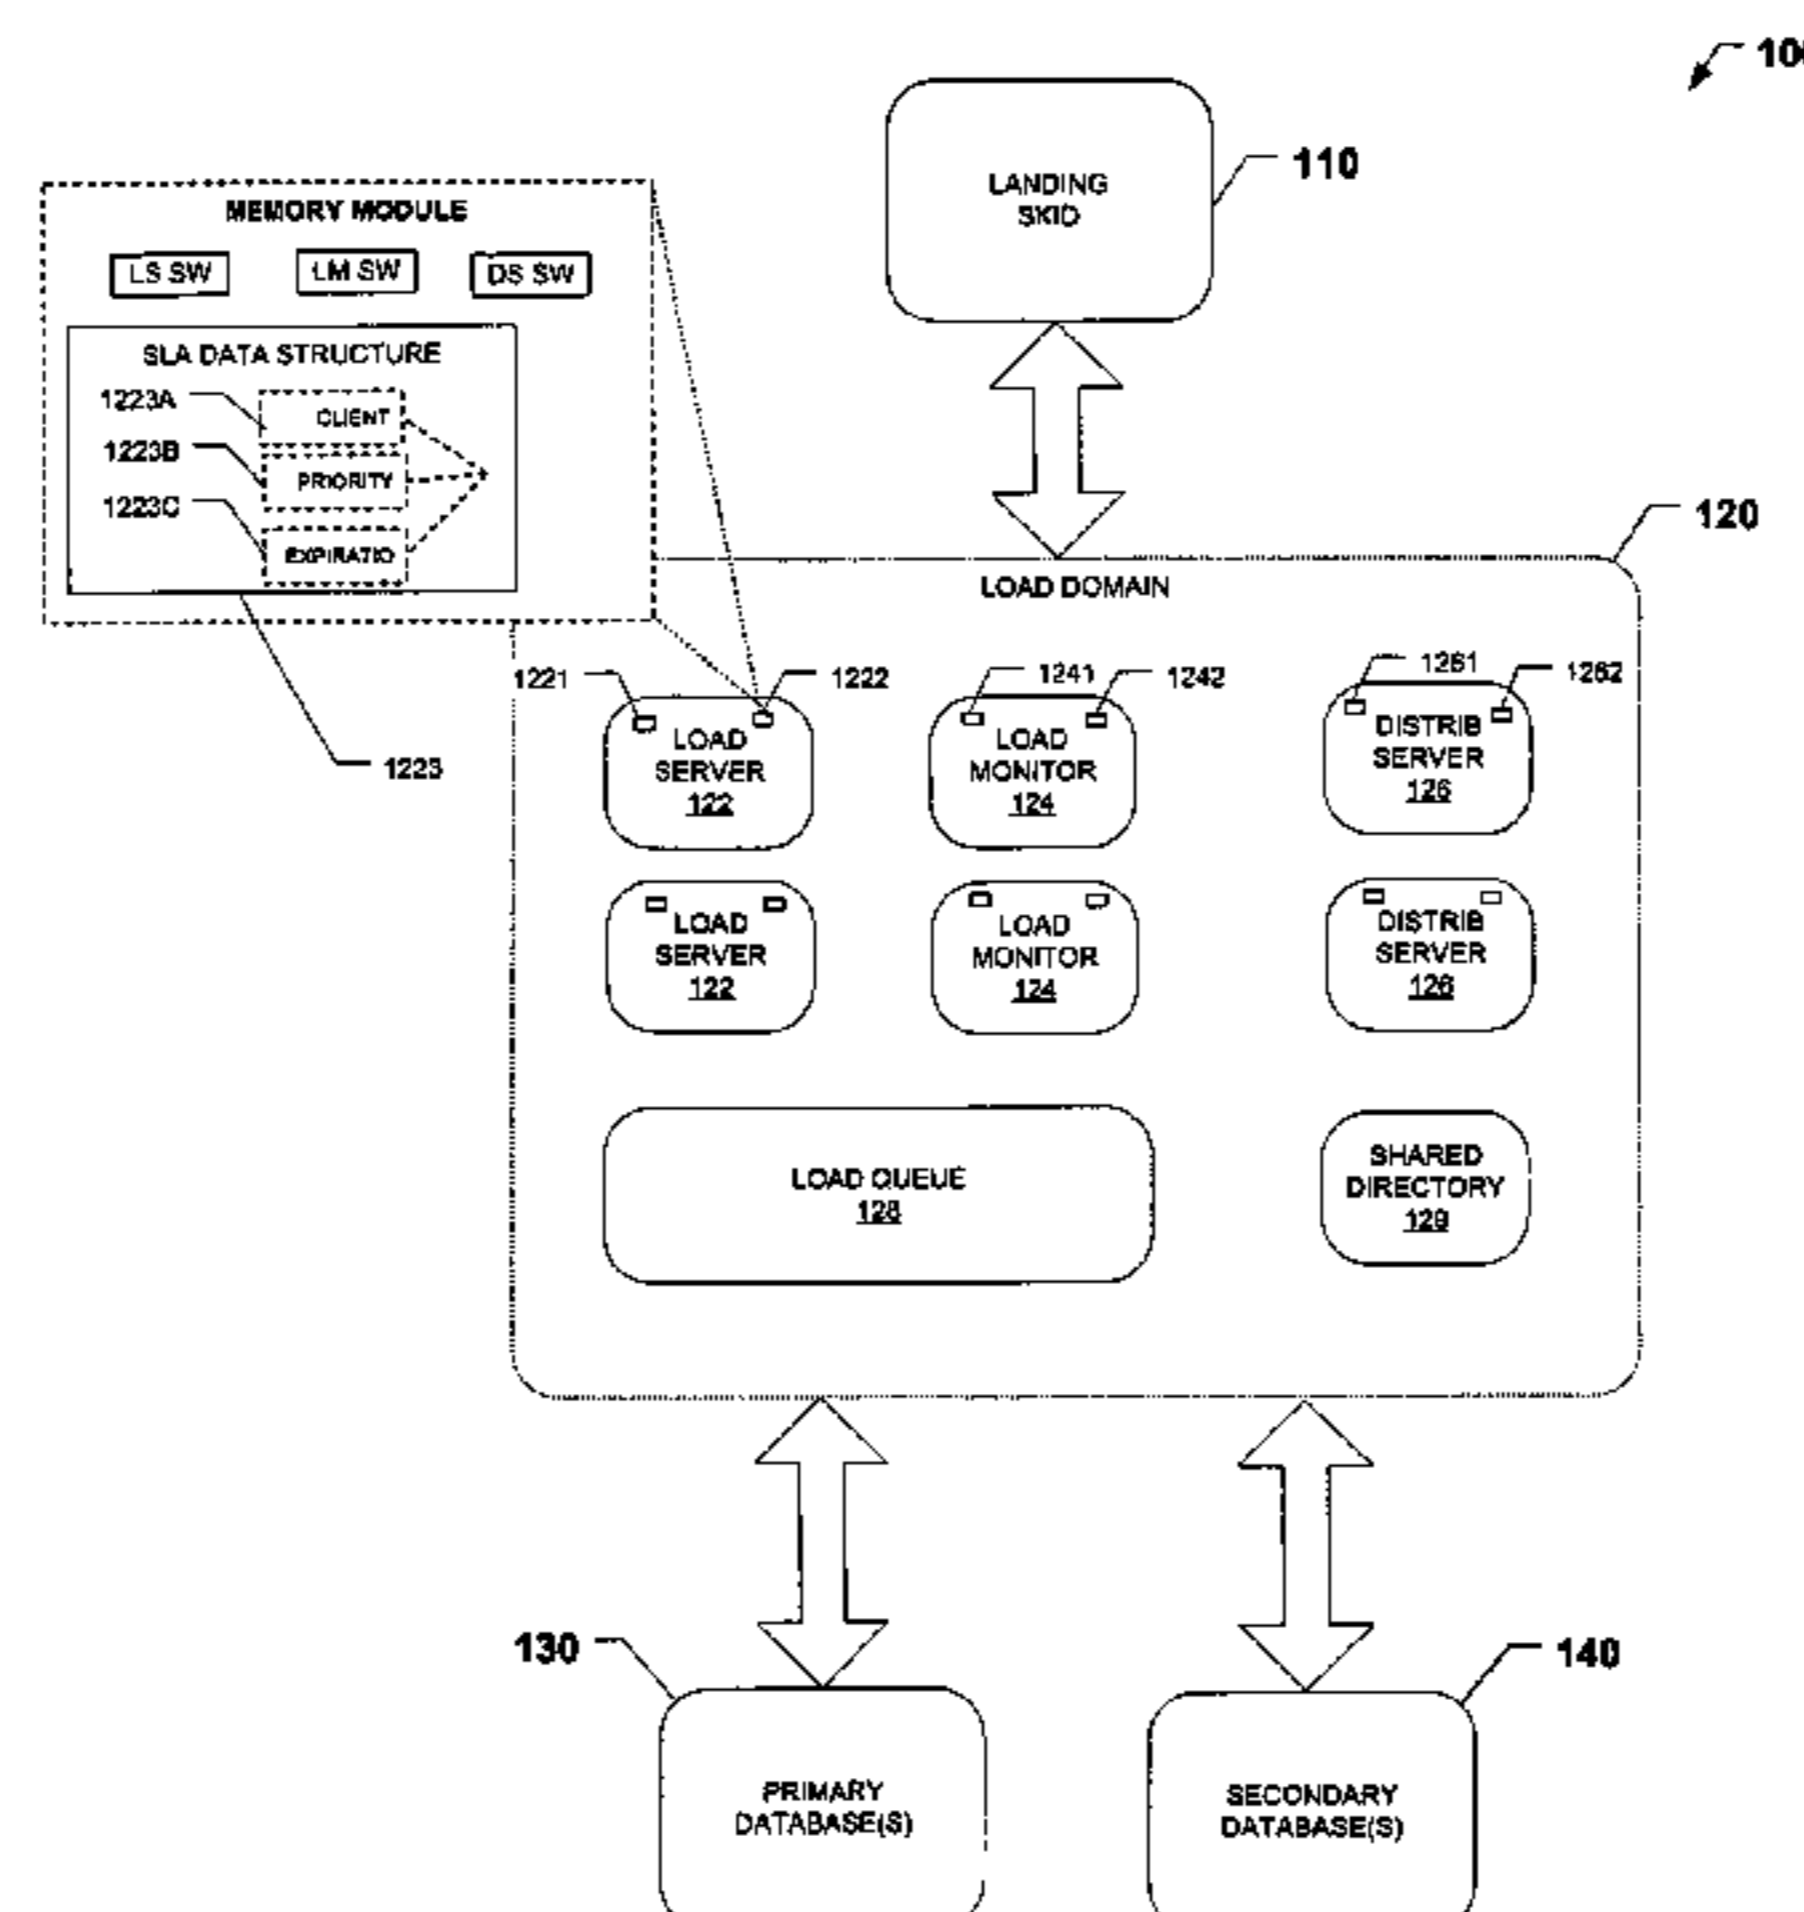 100
LANDING
SKID
110
MEMORY MODULE
LS SW
LM SW
DS SW
SLA DATA STRUCTURE
1223A
CLIENT
1223B
PRIORITY
1223C
EXPIRATIO
120
LOAD DOMAIN
1221
1222
1241
1242
1261
1262
1223
LOAD
SERVER
122
LOAD
MONITOR
124
DISTRIB
SERVER
126
LOAD
SERVER
122
LOAD
MONITOR
124
DISTRIB
SERVER
126
LOAD QUEUE
128
SHARED
DIRECTORY
129
130
140
PRIMARY
DATABASE(S)
SECONDARY
DATABASE(S)